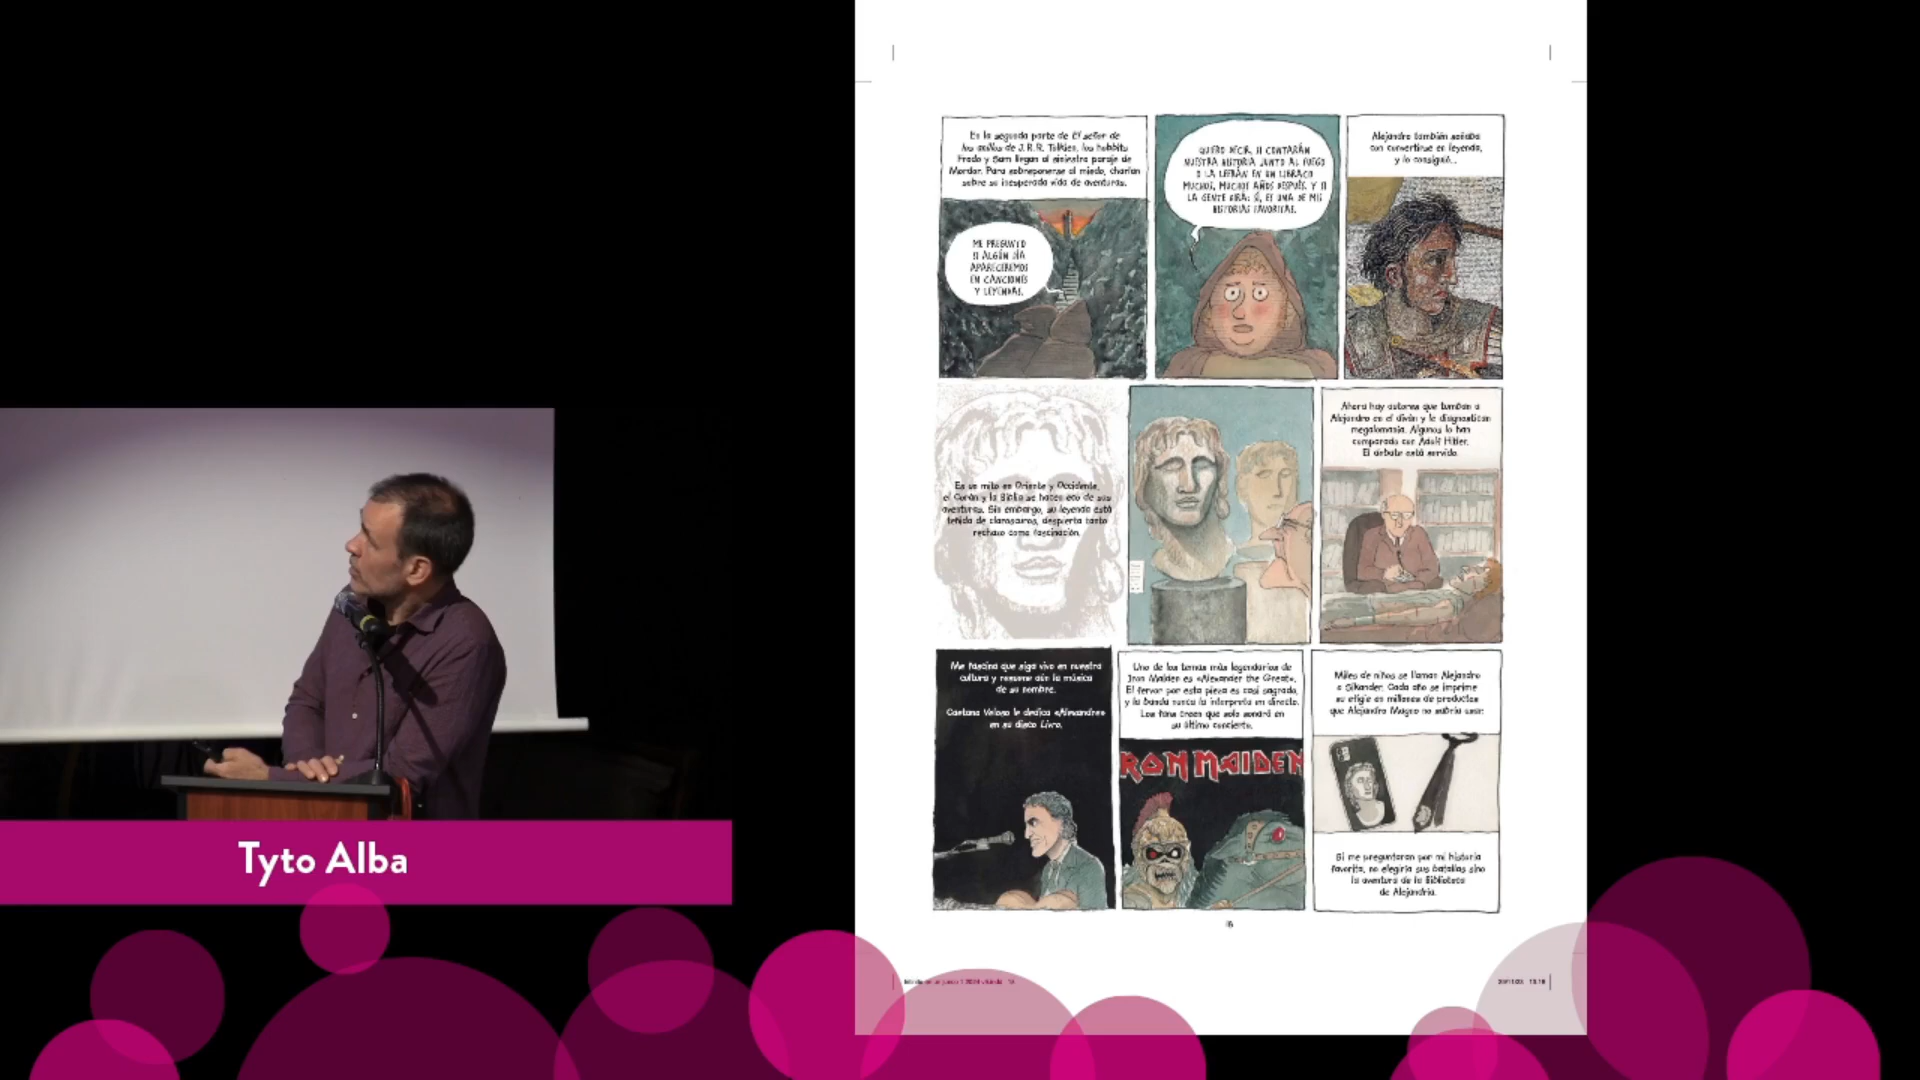 En la segunda parte de El señor de
los anillos de J.R.R. Tolkien, los hobbits
Frodo y Sam llegan al siniestro paraje de
Mordor. Para sobreponerse al miedo, charlan
sobre su inesperada vida de aventuras.
ME PREGUNTO
SI ALGÚN DÍA
APARECEREMOS
EN CANCIONES
Y LEYENDAS.
QUIERO DECIR, SI CONTARÁN
NUESTRA HISTORIA JUNTO AL FUEGO
O LA LEERÁN EN UN LIBRACO
MUCHOS, MUCHOS AÑOS DESPUÉS. Y SI
LA GENTE DIRÁ: SÍ, ES UNA DE MIS
HISTORIAS FAVORITAS.
Alejandro también soñaba
con convertirse en leyenda,
y lo consiguió...
Es un mito en Oriente y Occidente,
el Corán y la Biblia se hacen eco de sus
aventuras. Sin embargo, su leyenda está
teñida de claroscuros, despierta tanto
rechazo como fascinación.
Ahora hay autores que tumban a
Alejandro en el diván y le diagnostican
megalomanía. Algunos lo han
comparado con Adolf Hitler.
El debate está servido.
Me fascina que siga vivo en nuestra
cultura y resuene aún la música
de su nombre.
Caetano Veloso le dedica «Alexandre»
en su disco Livro.
Uno de los temas más legendarios de
Iron Maiden es «Alexander the Great».
El fervor por esta pieza es casi sagrado,
y la banda nunca la interpreta en directo.
Los fans creen que solo sonará en
su último concierto.
IRON MAIDEN
Miles de niños se llaman Alejandro
o Sikander. Cada año se imprime
su efigie en millones de productos
que Alejandro Magno no sabría usar.
Si me preguntaran por mi historia
favorita, no elegiría sus batallas sino
la aventura de la Biblioteca
de Alejandría.
Tyto Alba